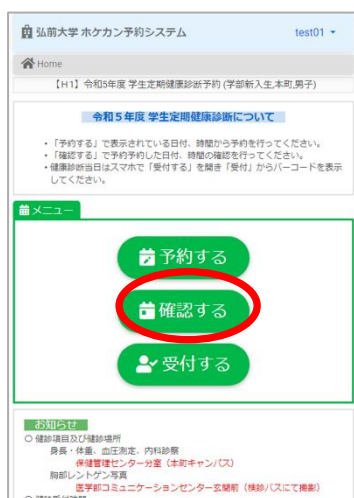 弘前大学 ホケカン予約システム
test01
Home
【H1】令和5年度 学生定期健康診断予約 (学部新入生,本町,男子)
令和５年度 学生定期健康診断について
・「予約する」で表示されている日付、時間から予約を行ってください。
・「確認する」で予約予約した日付、時間の確認を行ってください。
・健康診断当日はスマホで「受付する」を開き「受付」からバーコードを表示
してください。
メニュー
予約する
確認する
受付する
お知らせ
○ 健診項目及び健診場所
身長・体重、血圧測定、内科診察
保健管理センター分室（本町キャンパス）
胸部レントゲン写真
医学部コミュニケーションセンター玄関前（検診バスにて撮影）
○ 健診受付時間